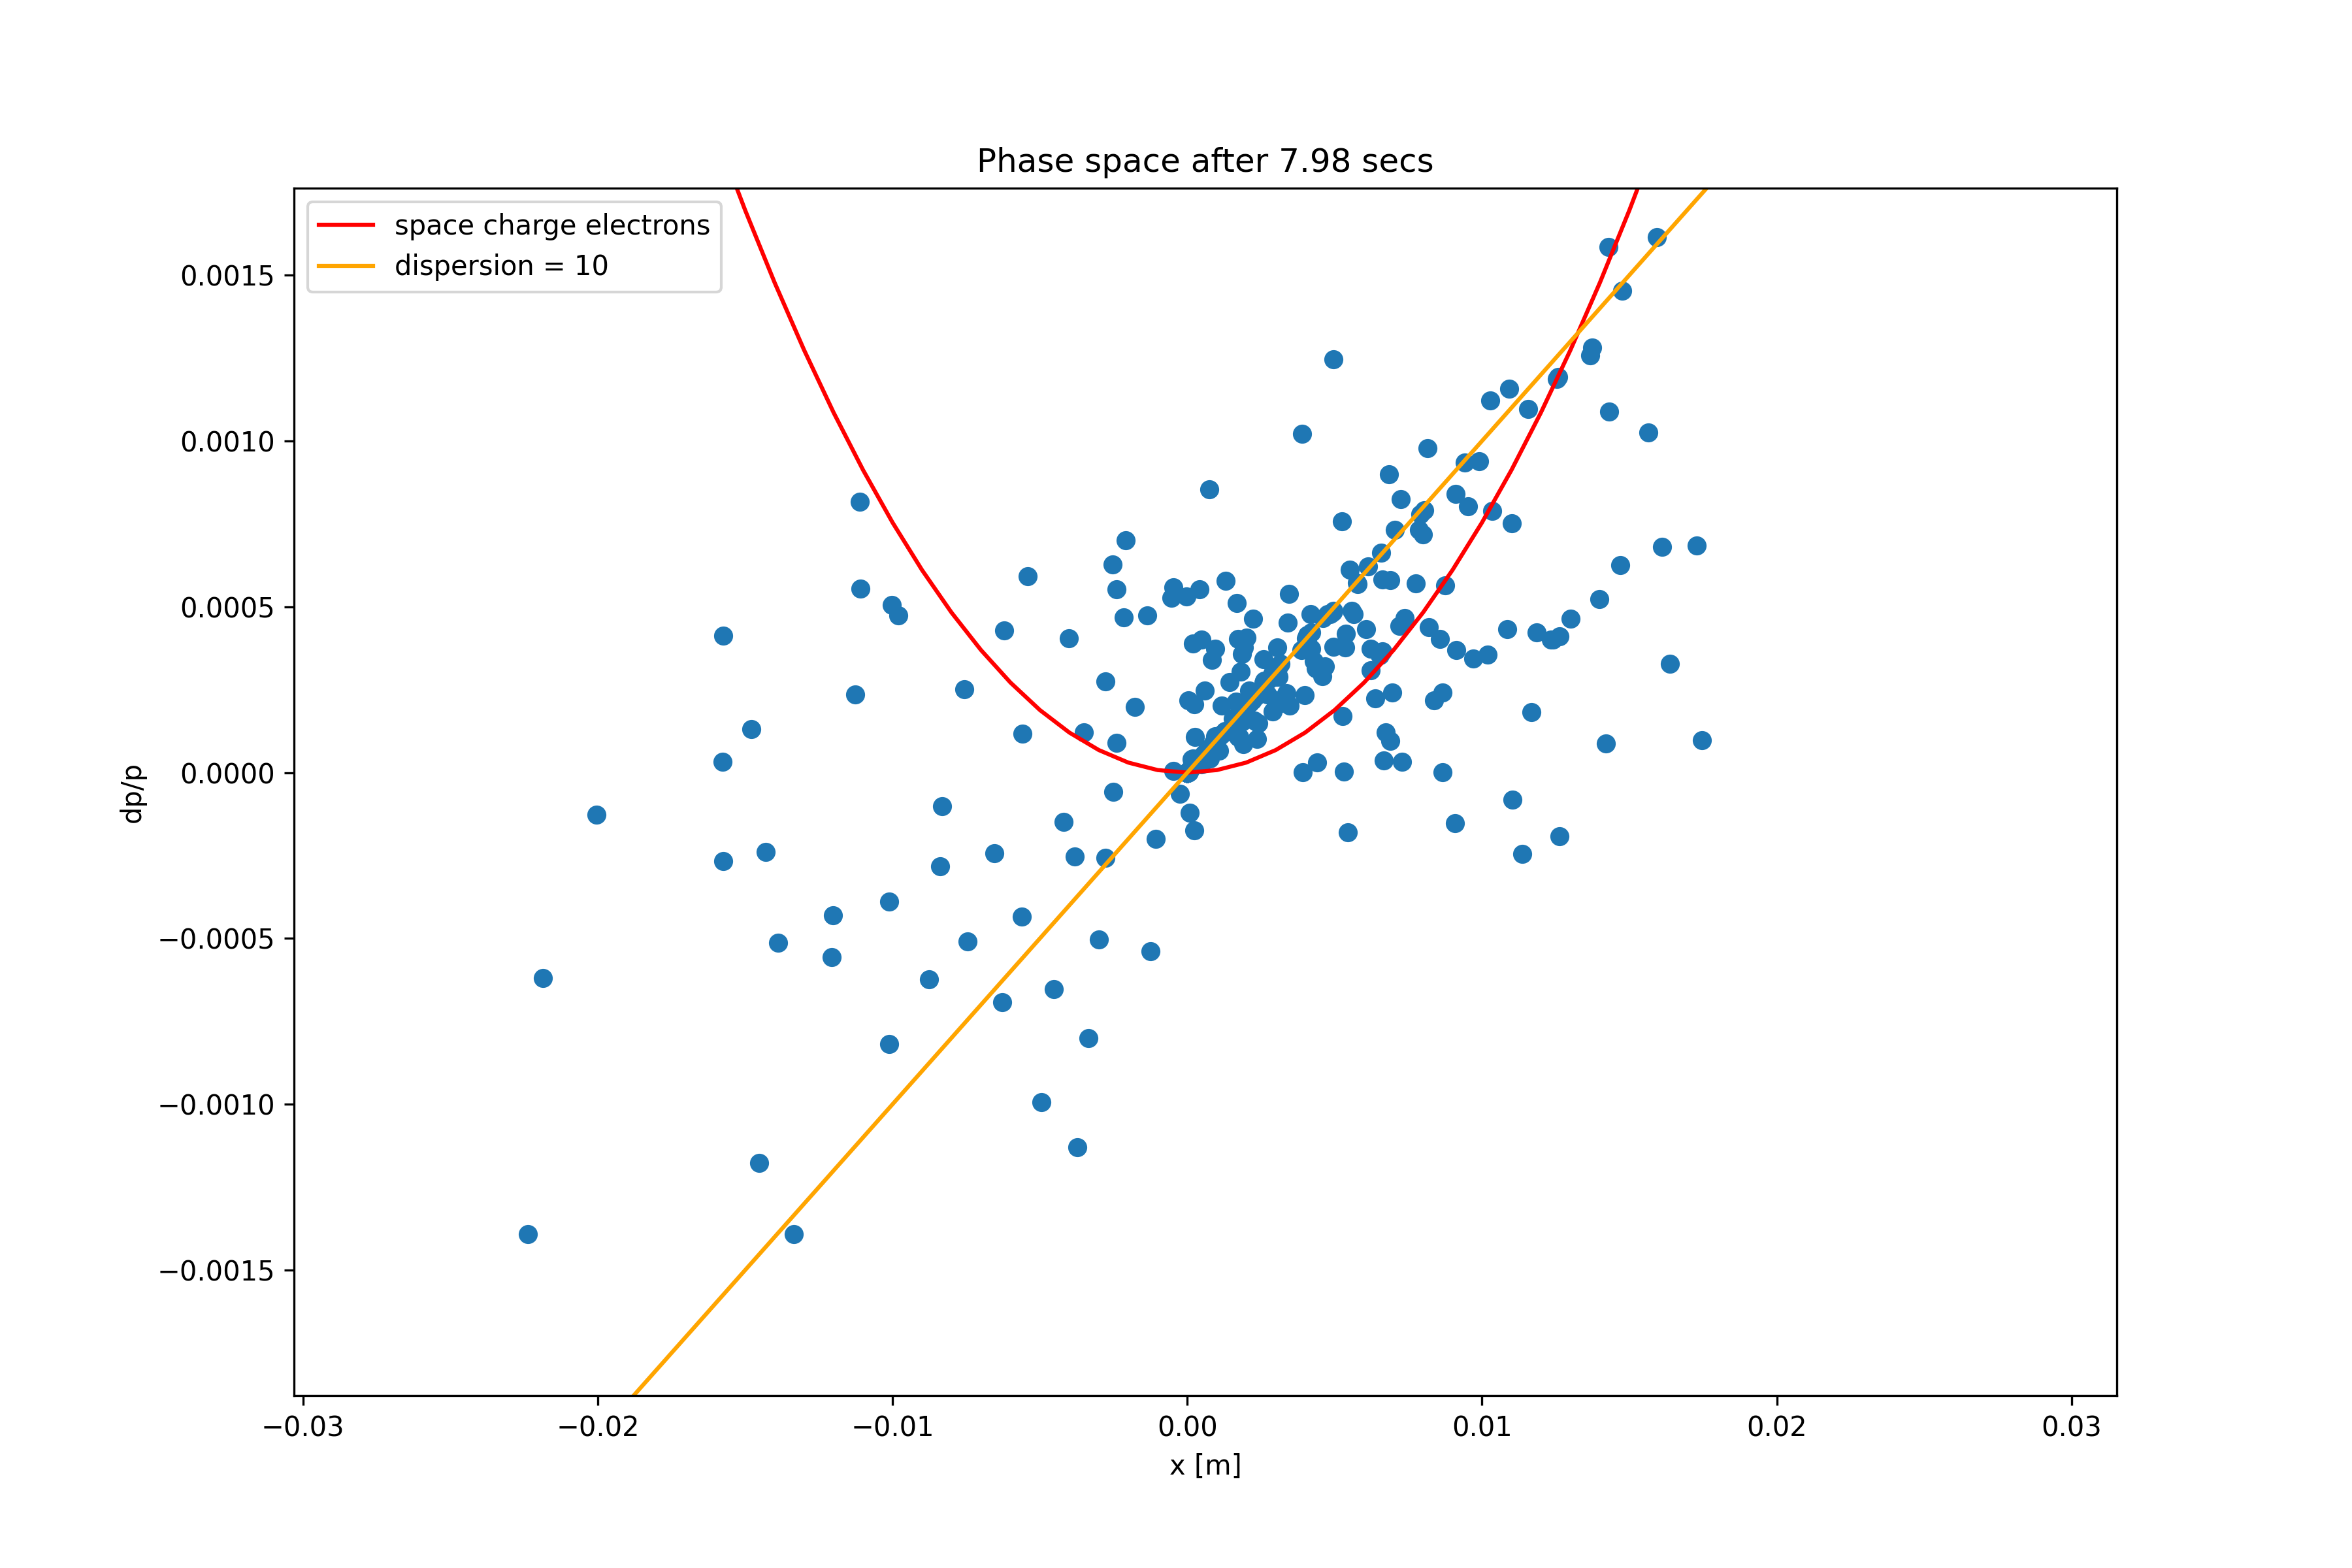 Phase space after 7.98 secs
space charge electrons
dispersion = 10
0.0015
0.0010
0.0005
0.0000
−0.0005
−0.0010
−0.0015
dp/p
−0.03 −0.02 −0.01 0.00 0.01 0.02 0.03
x [m]